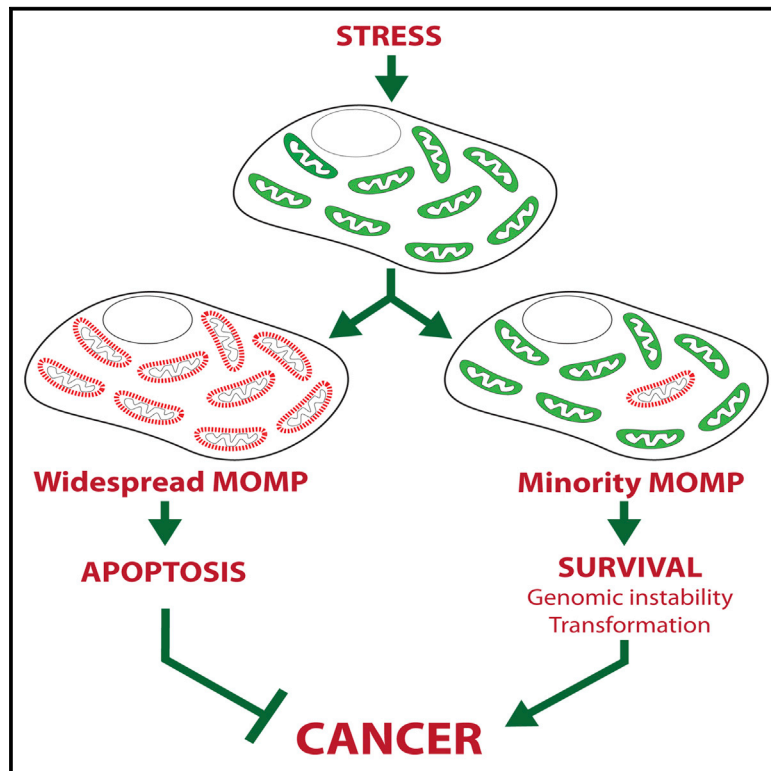 STRESS
Widespread MOMP
Minority MOMP
APOPTOSIS
SURVIVAL
Genomic instability
Transformation
CANCER